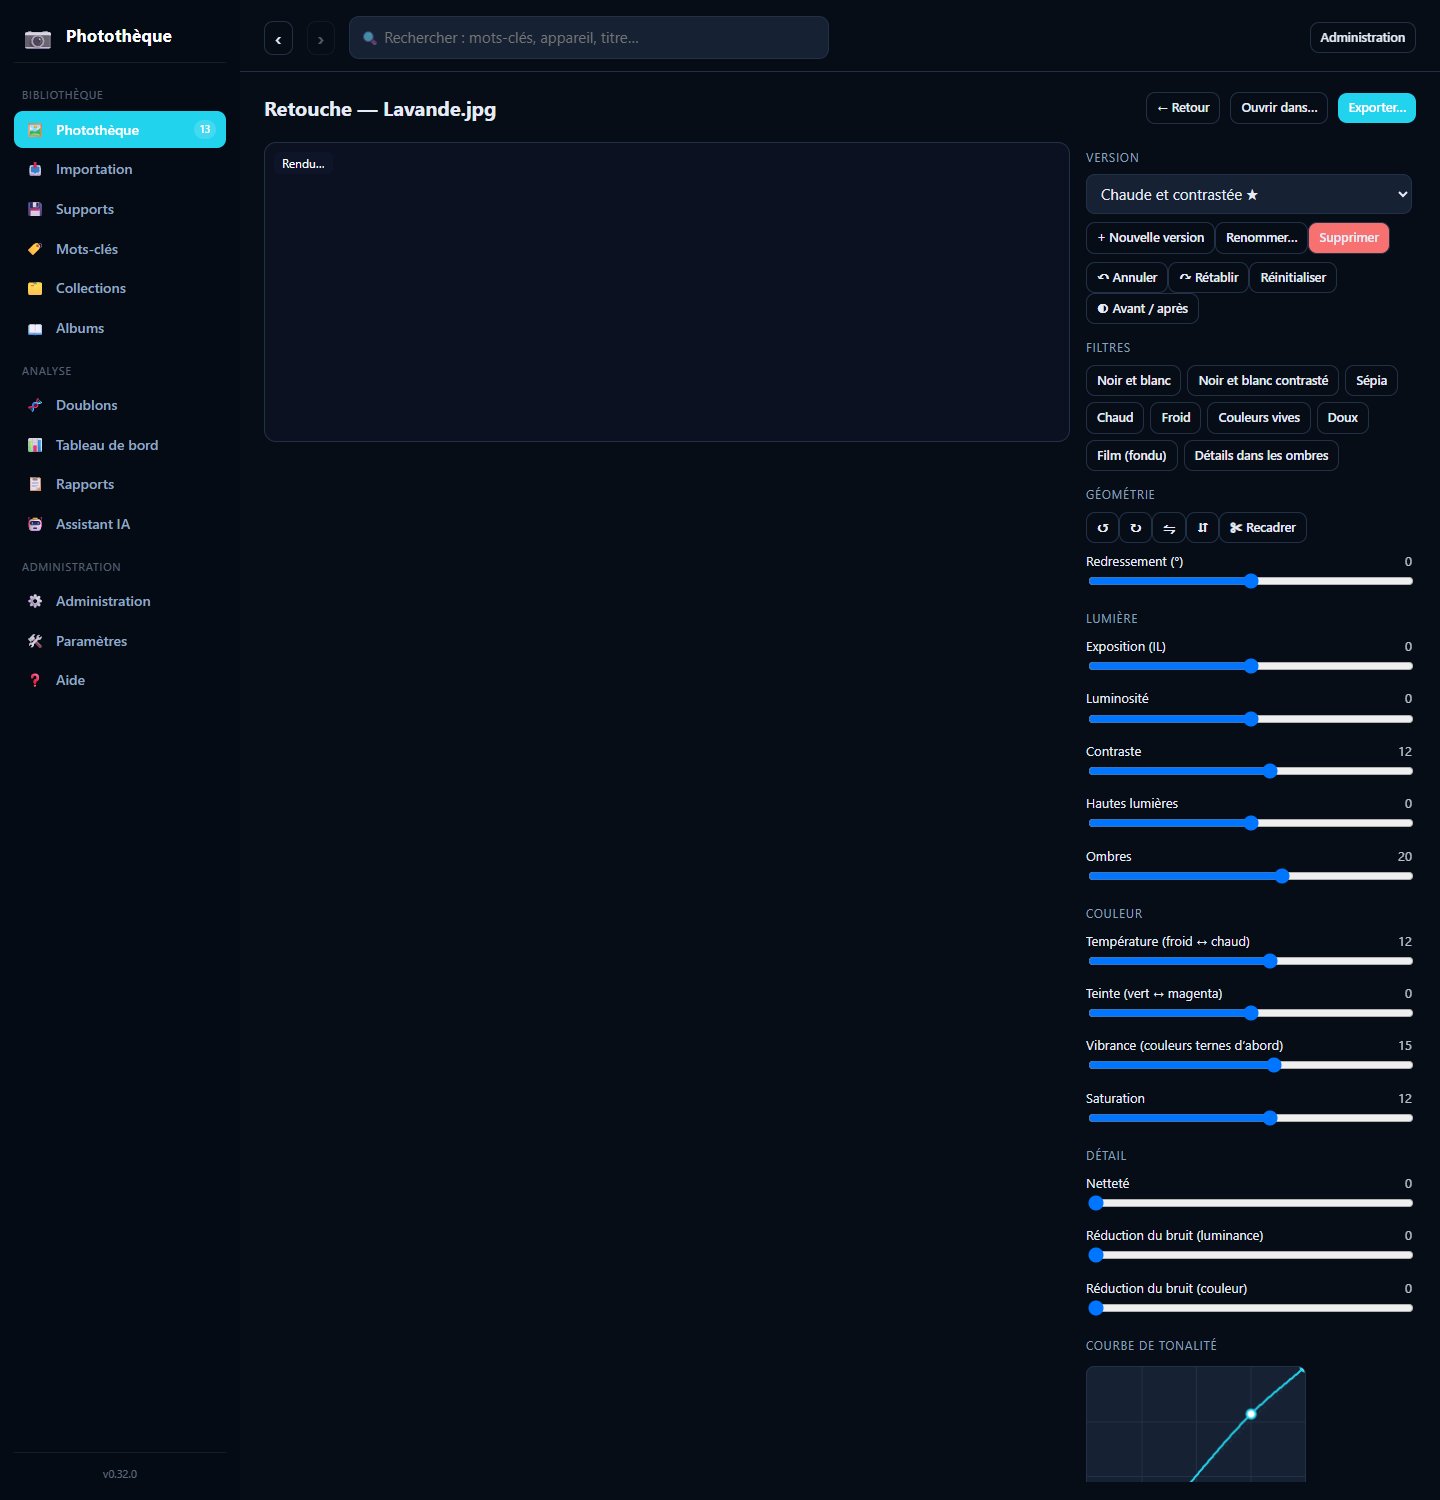 Photothèque
‹ ›
Rechercher : mots-clés, appareil, titre...
Administration
BIBLIOTHÈQUE
Photothèque 13
Importation
Supports
Mots-clés
Collections
Albums
ANALYSE
Doublons
Tableau de bord
Rapports
Assistant IA
ADMINISTRATION
Administration
Paramètres
Aide
v0.32.0
Retouche — Lavande.jpg
← Retour
Ouvrir dans...
Exporter...
Rendu...
VERSION
Chaude et contrastée ★
+ Nouvelle version
Renommer...
Supprimer
↶ Annuler
↷ Rétablir
Réinitialiser
◐ Avant / après
FILTRES
Noir et blanc
Noir et blanc contrasté
Sépia
Chaud
Froid
Couleurs vives
Doux
Film (fondu)
Détails dans les ombres
GÉOMÉTRIE
↺ ↻ ⇋ ⇵ ✂ Recadrer
Redressement (°) 0
LUMIÈRE
Exposition (IL) 0
Luminosité 0
Contraste 12
Hautes lumières 0
Ombres 20
COULEUR
Température (froid ↔ chaud) 12
Teinte (vert ↔ magenta) 0
Vibrance (couleurs ternes d'abord) 15
Saturation 12
DÉTAIL
Netteté 0
Réduction du bruit (luminance) 0
Réduction du bruit (couleur) 0
COURBE DE TONALITÉ